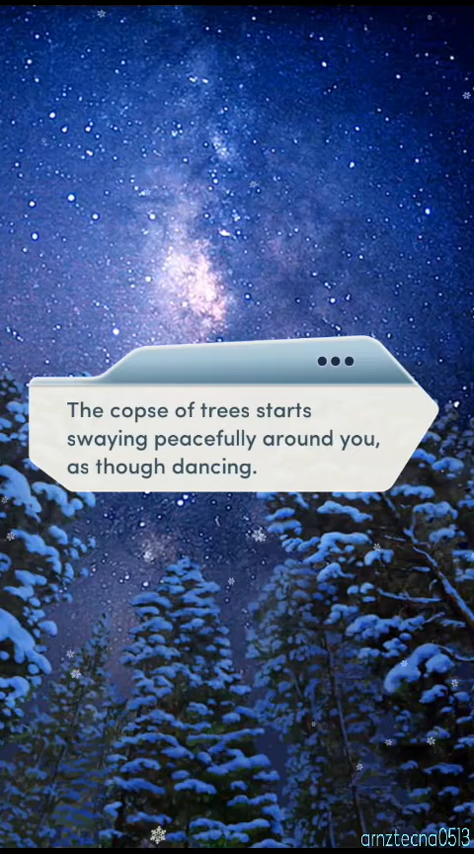 The copse of trees starts
swaying peacefully around you,
as though dancing.
arnztecna0513